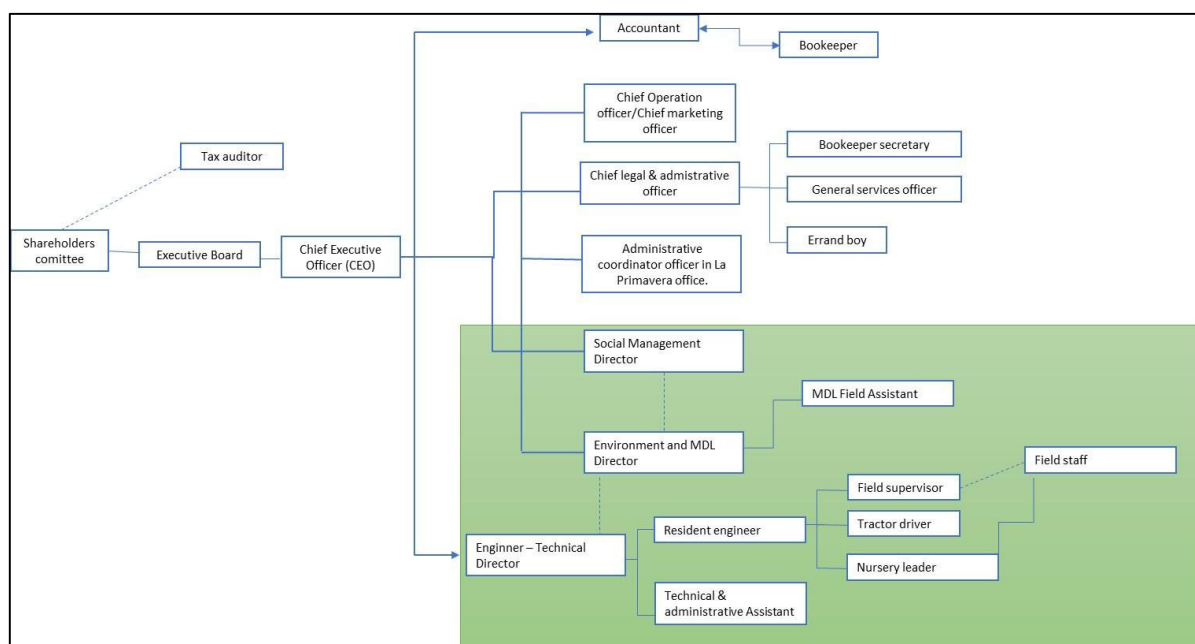 Accountant
Bookeeper
Chief Operation
officer/Chief marketing
officer
Bookeeper secretary
Tax auditor
Chief legal & admistrative
officer
General services officer
Shareholders
comittee
Executive Board
Chief Executive
Officer (CEO)
Errand boy
Administrative
coordinator officer in La
Primavera office.
Social Management
Director
MDL Field Assistant
Environment and MDL
Director
Field staff
Field supervisor
Resident engineer
Tractor driver
Enginner – Technical
Director
Nursery leader
Technical &
administrative Assistant